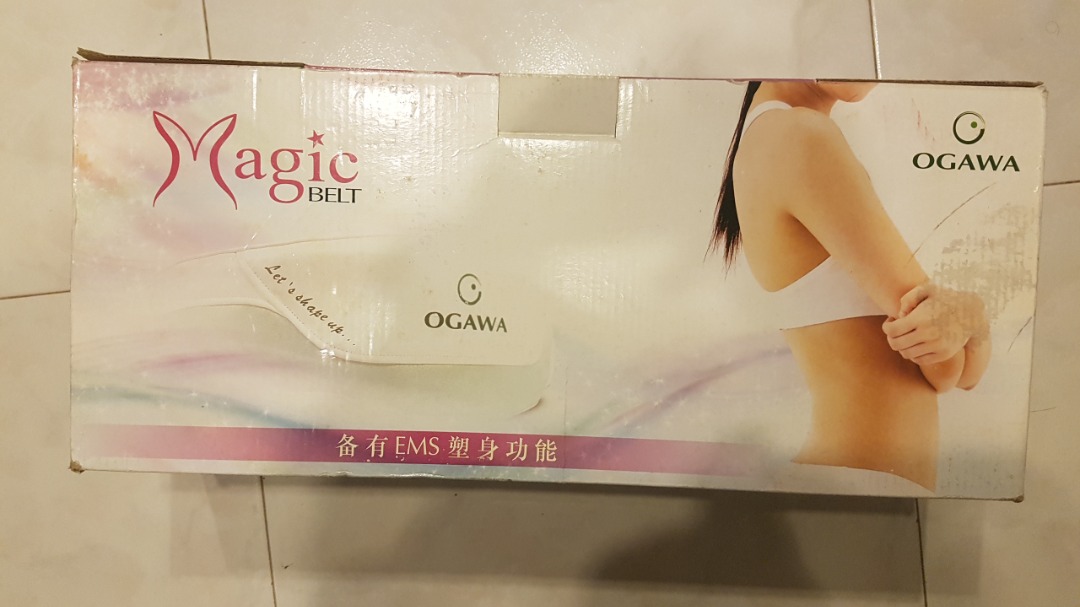 Magic
BELT
OGAWA
Let's shape up...
OGAWA
备有EMS塑身功能